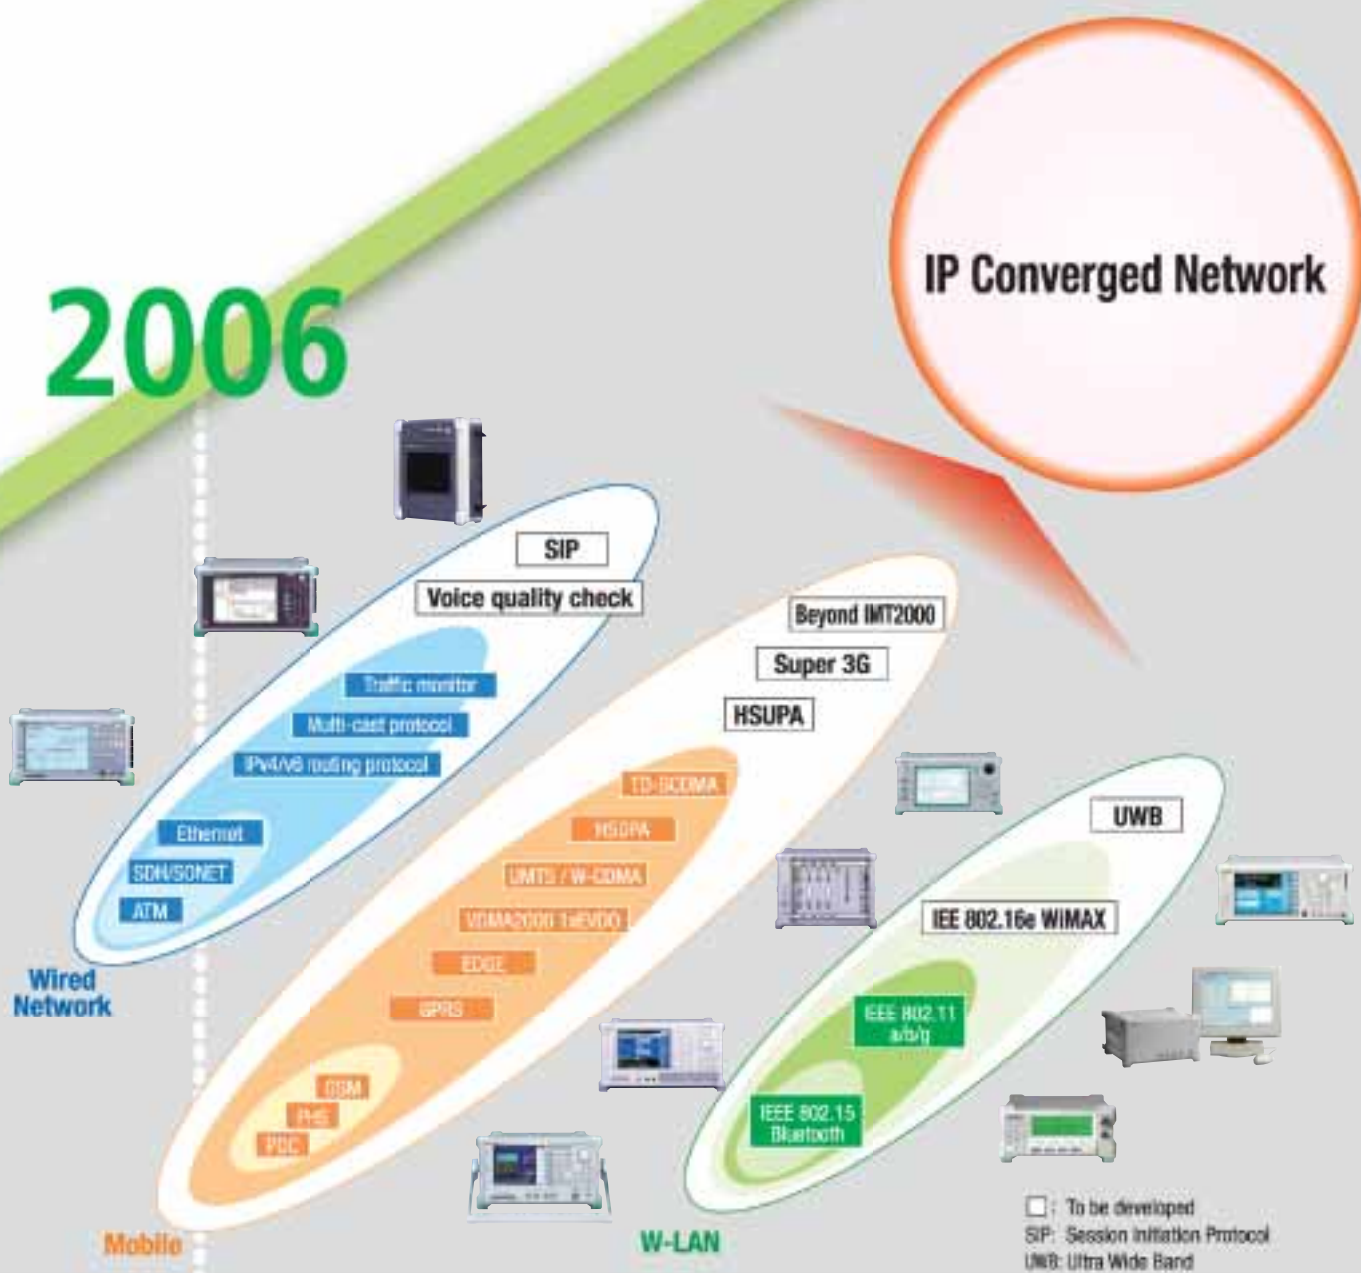 IP Converged Network
2006
SIP
Voice quality check
Traffic monitor
Multi-cast protocol
IPv4/v6 routing protocol
Ethernet
SDH/SONET
ATM
Wired
Network
Beyond IMT2000
Super 3G
HSUPA
TD-SCDMA
HSDPA
UMTS / W-CDMA
VDMA2000 1xEVDO
EDGE
GPRS
GSM
PHS
PDC
Mobile
UWB
IEE 802.16e WiMAX
IEEE 802.11
a/b/g
IEEE 802.15
Bluetooth
W-LAN
: To be developed
SIP: Session Initiation Protocol
UWB: Ultra Wide Band